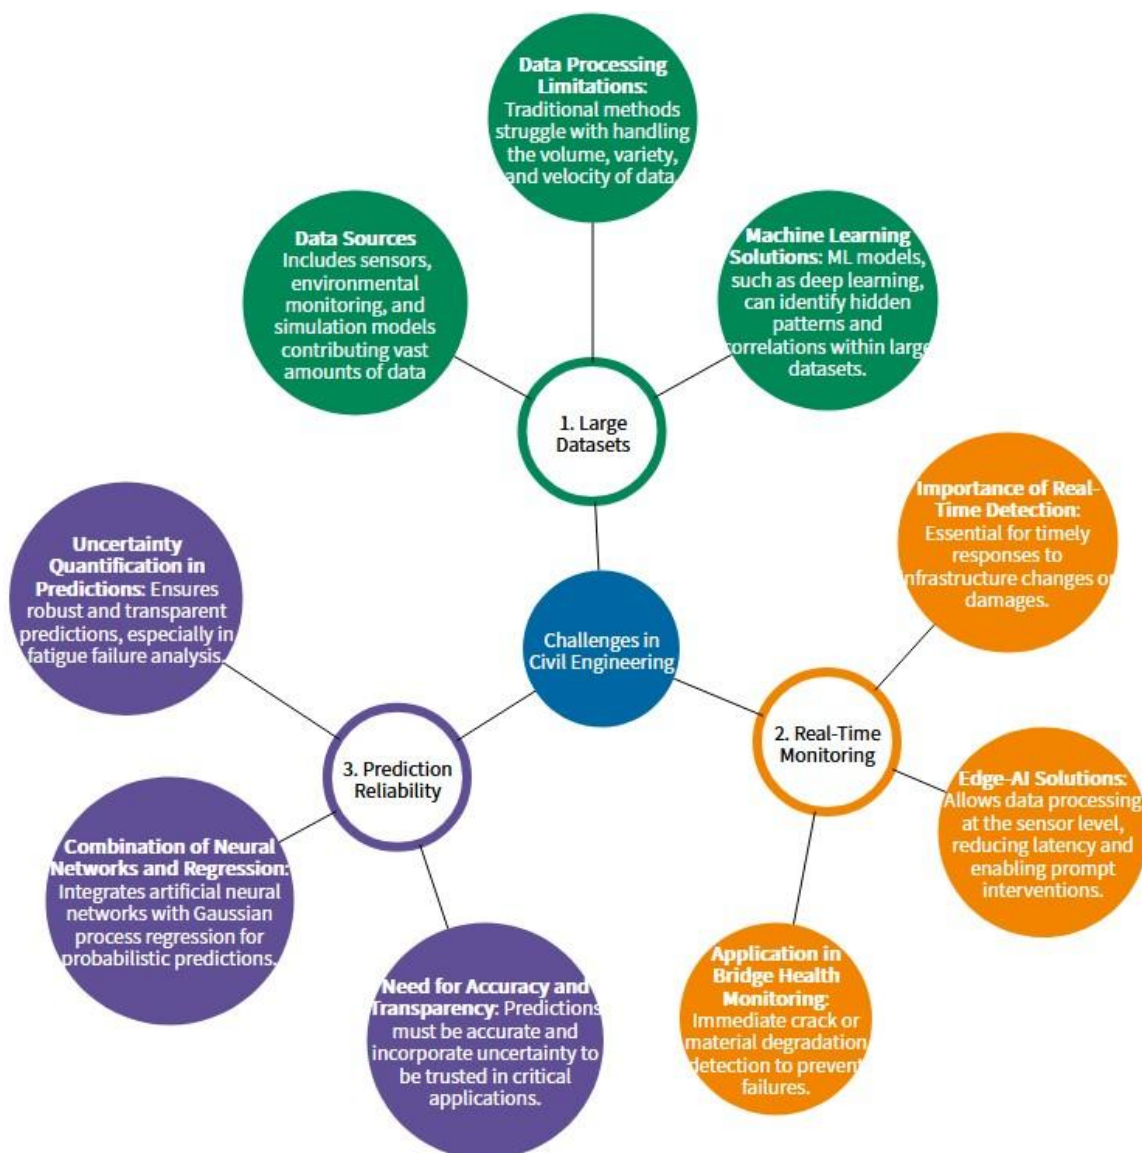 Data Processing
Limitations:
Traditional methods
struggle with handling
the volume, variety,
and velocity of data.
Data Sources
Includes sensors,
environmental
monitoring, and
simulation models
contributing vast
amounts of data
Machine Learning
Solutions: ML models,
such as deep learning,
can identify hidden
patterns and
correlations within large
datasets.
1. Large
Datasets
Importance of Real-
Time Detection:
Essential for timely
responses to
infrastructure changes or
damages.
Uncertainty
Quantification in
Predictions: Ensures
robust and transparent
predictions, especially in
fatigue failure analysis.
Challenges in
Civil Engineering
2. Real-Time
Monitoring
3. Prediction
Reliability
Edge-AI Solutions:
Allows data processing
at the sensor level,
reducing latency and
enabling prompt
interventions.
Combination of Neural
Networks and Regression:
Integrates artificial neural
networks with Gaussian
process regression for
probabilistic predictions.
Application in
Bridge Health
Monitoring:
Immediate crack or
material degradation
detection to prevent
failures.
Need for Accuracy and
Transparency: Predictions
must be accurate and
incorporate uncertainty to
be trusted in critical
applications.